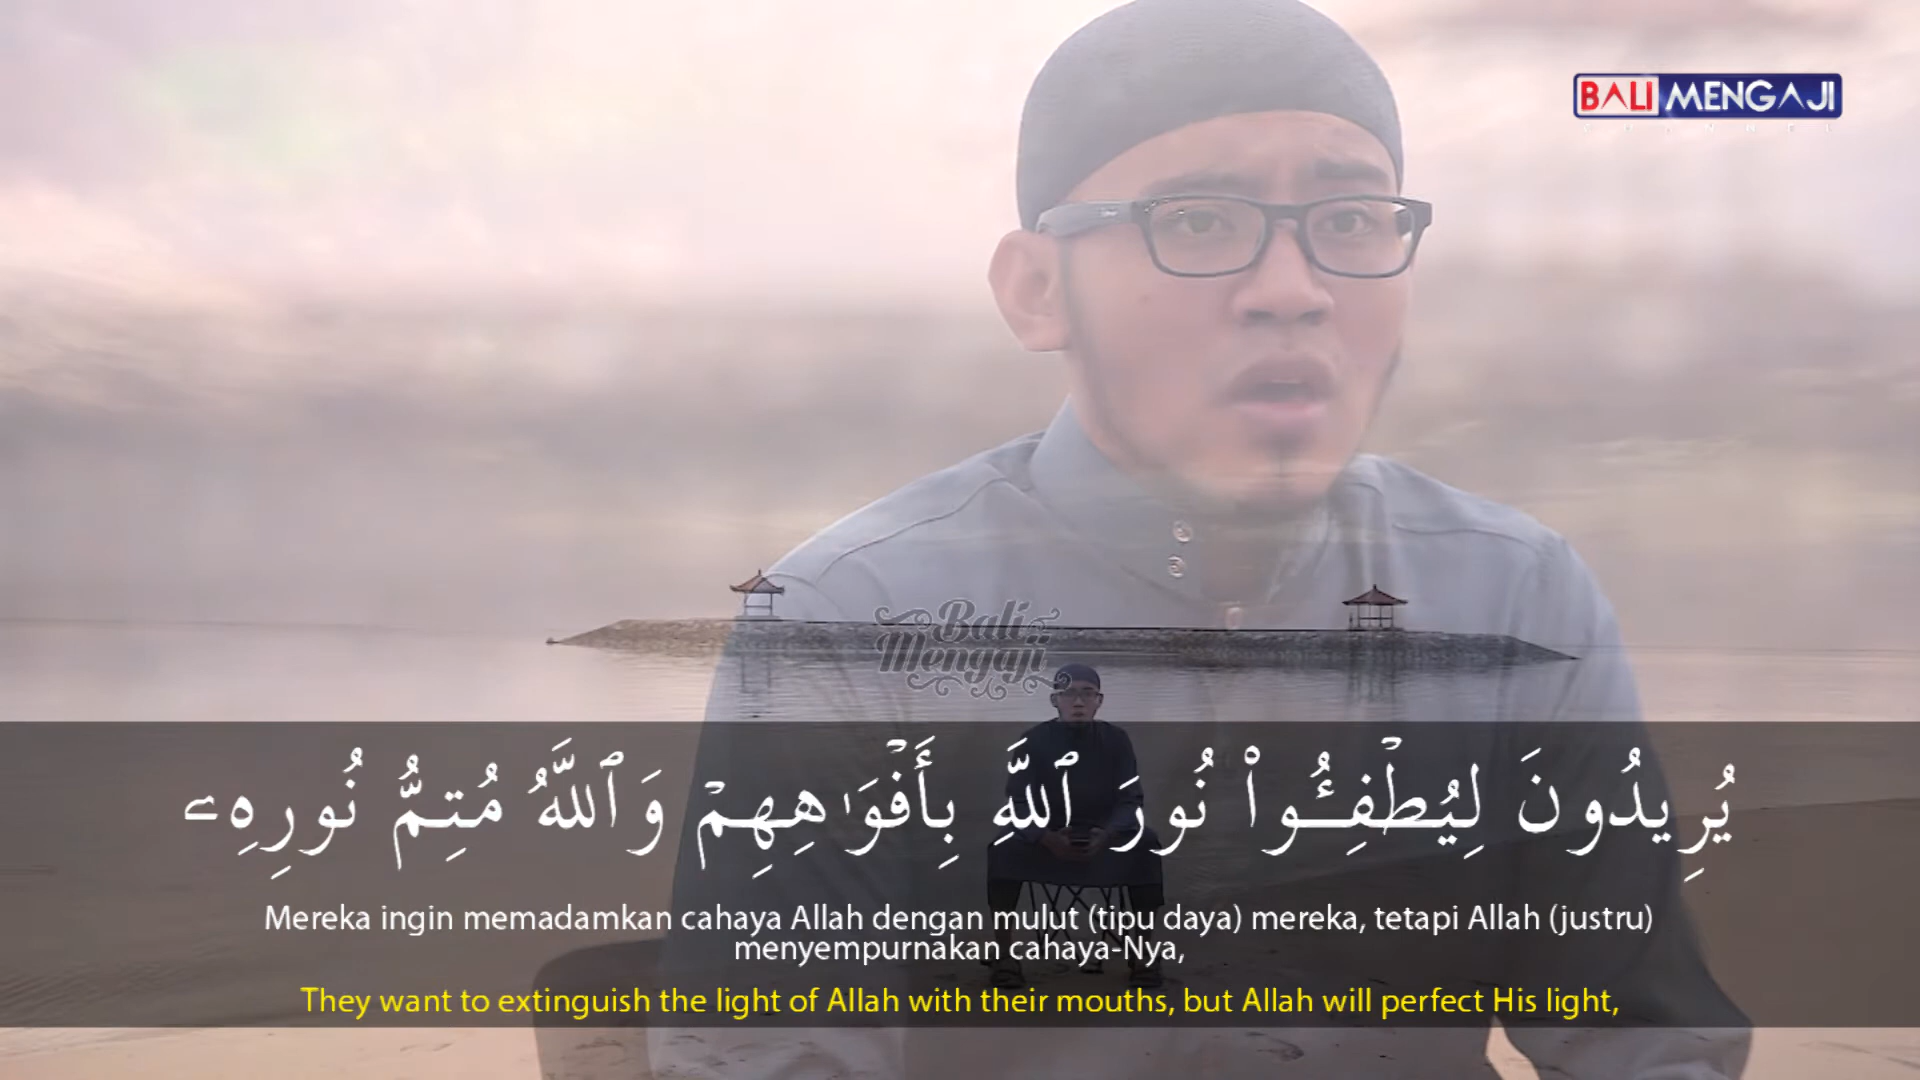 BALI MENGAJI
CHANNEL
Bali
Mengaji
يُرِيدُونَ لِيُطْفِـُٔوا۟ نُورَ ٱللَّهِ بِأَفْوَٰهِهِمْ وَٱللَّهُ مُتِمُّ نُورِهِۦ
Mereka ingin memadamkan cahaya Allah dengan mulut (tipu daya) mereka, tetapi Allah (justru)
menyempurnakan cahaya-Nya,
They want to extinguish the light of Allah with their mouths, but Allah will perfect His light,